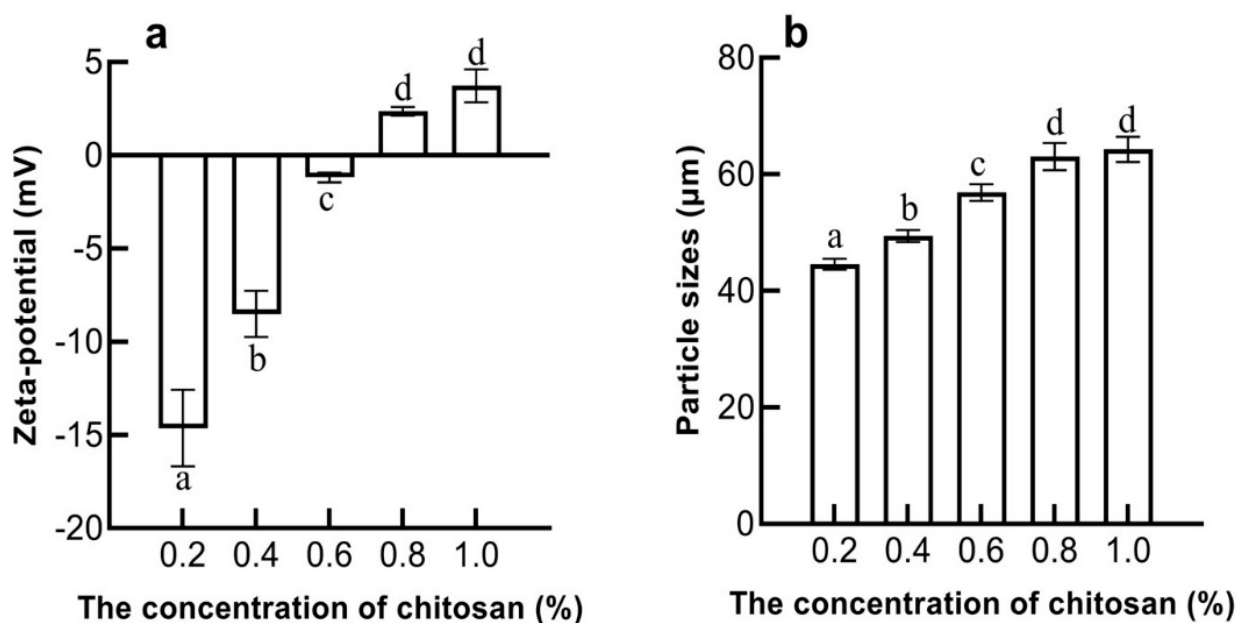 a
Zeta-potential (mV)
5
0
-5
-10
-15
-20
a
b
c
d
d
0.2 0.4 0.6 0.8 1.0
The concentration of chitosan (%)
b
Particle sizes (μm)
80
60
40
20
0
a
b
c
d
d
0.2 0.4 0.6 0.8 1.0
The concentration of chitosan (%)